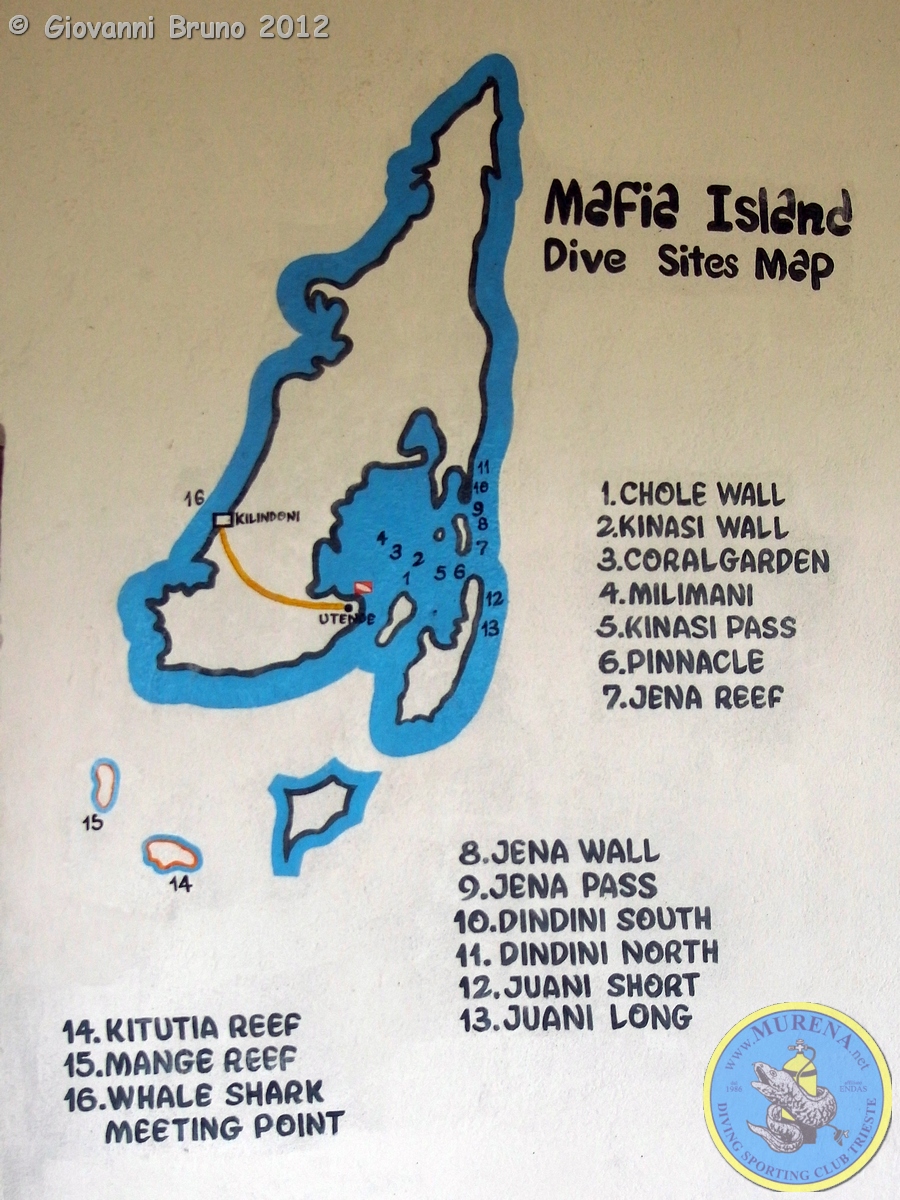 © Giovanni Bruno 2012
Mafia Island
Dive Sites Map
11
10
9
8
7
16
KILINDONI
4
3
2
1
5 6
12
13
UTENDE
1.CHOLE WALL
2.KINASI WALL
3.CORALGARDEN
4.MILIMANI
5.KINASI PASS
6.PINNACLE
7.JENA REEF
15
14
8.JENA WALL
9.JENA PASS
10.DINDINI SOUTH
11.DINDINI NORTH
12.JUANI SHORT
13.JUANI LONG
14.KITUTIA REEF
15.MANGE REEF
16.WHALE SHARK
MEETING POINT
www.MURENA.net
1986
ENDAS
DIVING SPORTING CLUB TRIESTE